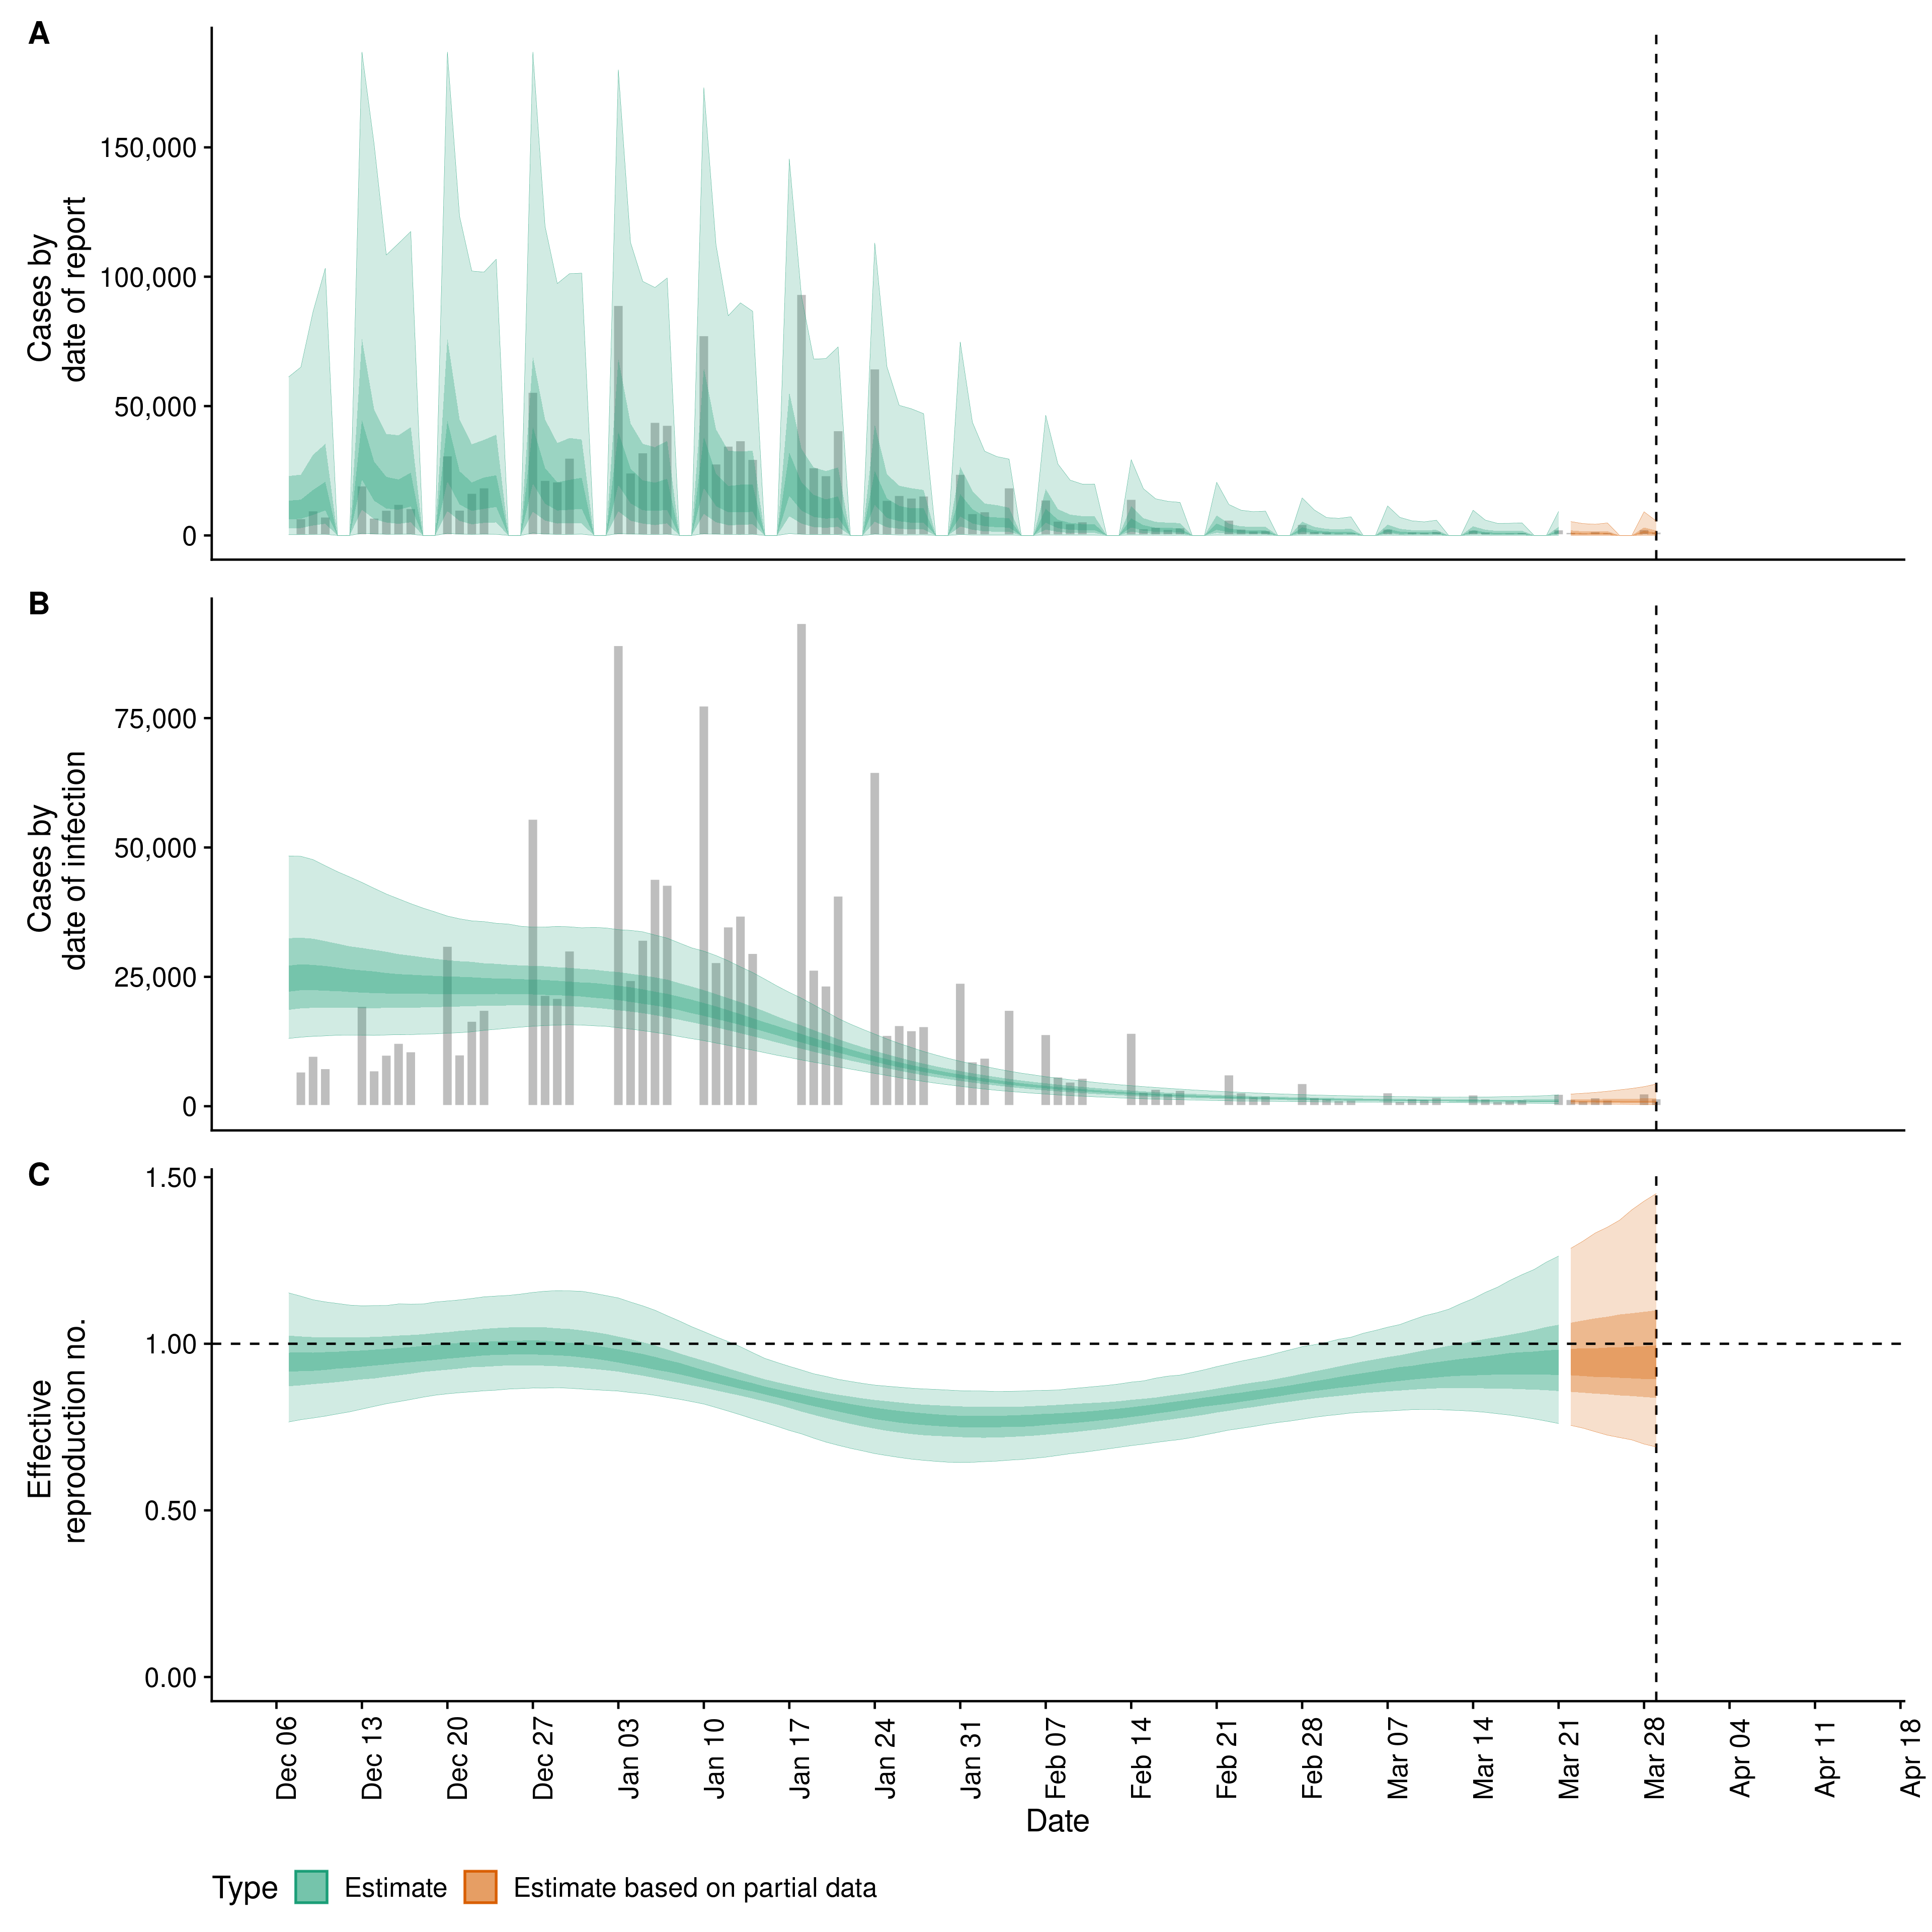 A
150,000
100,000
50,000
0
Cases by
date of report
B
75,000
50,000
25,000
0
Cases by
date of infection
C
1.50
1.00
0.50
0.00
Effective
reproduction no.
Dec 06
Dec 13
Dec 20
Dec 27
Jan 03
Jan 10
Jan 17
Jan 24
Jan 31
Feb 07
Feb 14
Feb 21
Feb 28
Mar 07
Mar 14
Mar 21
Mar 28
Apr 04
Apr 11
Apr 18
Date
Type Estimate Estimate based on partial data